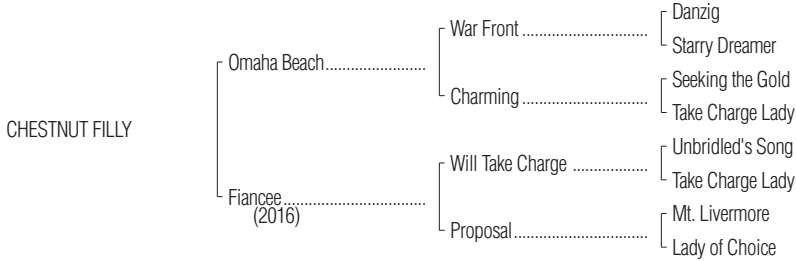 Danzig
War Front ..............................
Starry Dreamer
Omaha Beach........................
Seeking the Gold
Charming ..............................
Take Charge Lady
CHESTNUT FILLY
Unbridled's Song
Will Take Charge ..................
Take Charge Lady
Fiancee..................................
(2016)
Mt. Livermore
Proposal................................
Lady of Choice